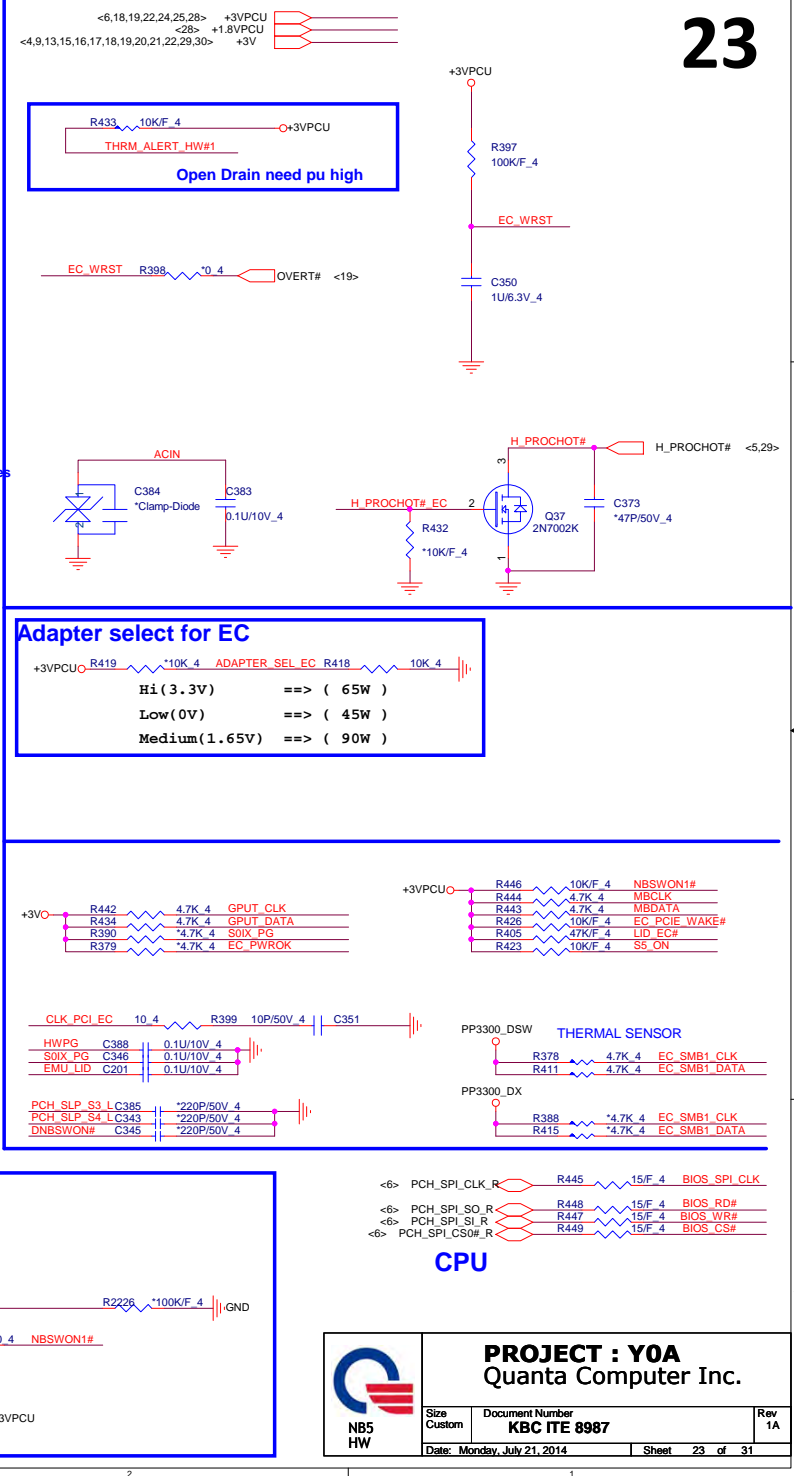 <6,18,19,22,24,25,28> +3VPCU
<28> +1.8VPCU
<4,9,13,15,16,17,18,19,20,21,22,29,30> +3V
23
+3VPCU
R433 10K/F_4
+3VPCU
THRM_ALERT_HW#1
Open Drain need pu high
R397
100K/F_4
EC_WRST
EC_WRST R398 *0_4 OVERT# <19>
C350
1U/6.3V_4
ACIN
C384
*Clamp-Diode
1
2
C383
0.1U/10V_4
H_PROCHOT#
H_PROCHOT# <5,29>
3
H_PROCHOT#_EC 2
Q37
2N7002K
1
C373
*47P/50V_4
R432
*10K/F_4
Adapter select for EC
+3VPCU R419 *10K_4 ADAPTER_SEL_EC R418 10K_4
Hi(3.3V) ==> ( 65W )
Low(0V) ==> ( 45W )
Medium(1.65V) ==> ( 90W )
+3V
R442 4.7K_4 GPUT_CLK
R434 4.7K_4 GPUT_DATA
R390 *4.7K_4 S0IX_PG
R379 *4.7K_4 EC_PWROK
+3VPCU
R446 10K/F_4 NBSWON1#
R444 4.7K_4 MBCLK
R443 4.7K_4 MBDATA
R426 10K/F_4 EC_PCIE_WAKE#
R405 47K/F_4 LID_EC#
R423 10K/F_4 S5_ON
CLK_PCI_EC 10_4 R399 10P/50V_4 C351
HWPG C388 0.1U/10V_4
S0IX_PG C346 0.1U/10V_4
EMU_LID C201 0.1U/10V_4
PCH_SLP_S3_L C385 *220P/50V_4
PCH_SLP_S4_L C343 *220P/50V_4
DNBSWON# C345 *220P/50V_4
PP3300_DSW
THERMAL SENSOR
R378 4.7K_4 EC_SMB1_CLK
R411 4.7K_4 EC_SMB1_DATA
PP3300_DX
R388 *4.7K_4 EC_SMB1_CLK
R415 *4.7K_4 EC_SMB1_DATA
<6> PCH_SPI_CLK_R R445 15/F_4 BIOS_SPI_CLK
<6> PCH_SPI_SO_R R448 15/F_4 BIOS_RD#
<6> PCH_SPI_SI_R R447 15/F_4 BIOS_WR#
<6> PCH_SPI_CS0#_R R449 15/F_4 BIOS_CS#
CPU
R2226 *100K/F_4 GND
_4 NBSWON1#
3VPCU
NB5
HW
PROJECT : Y0A
Quanta Computer Inc.
Size
Custom
Document Number
KBC ITE 8987
Rev
1A
Date: Monday, July 21, 2014
Sheet 23 of 31
2
1